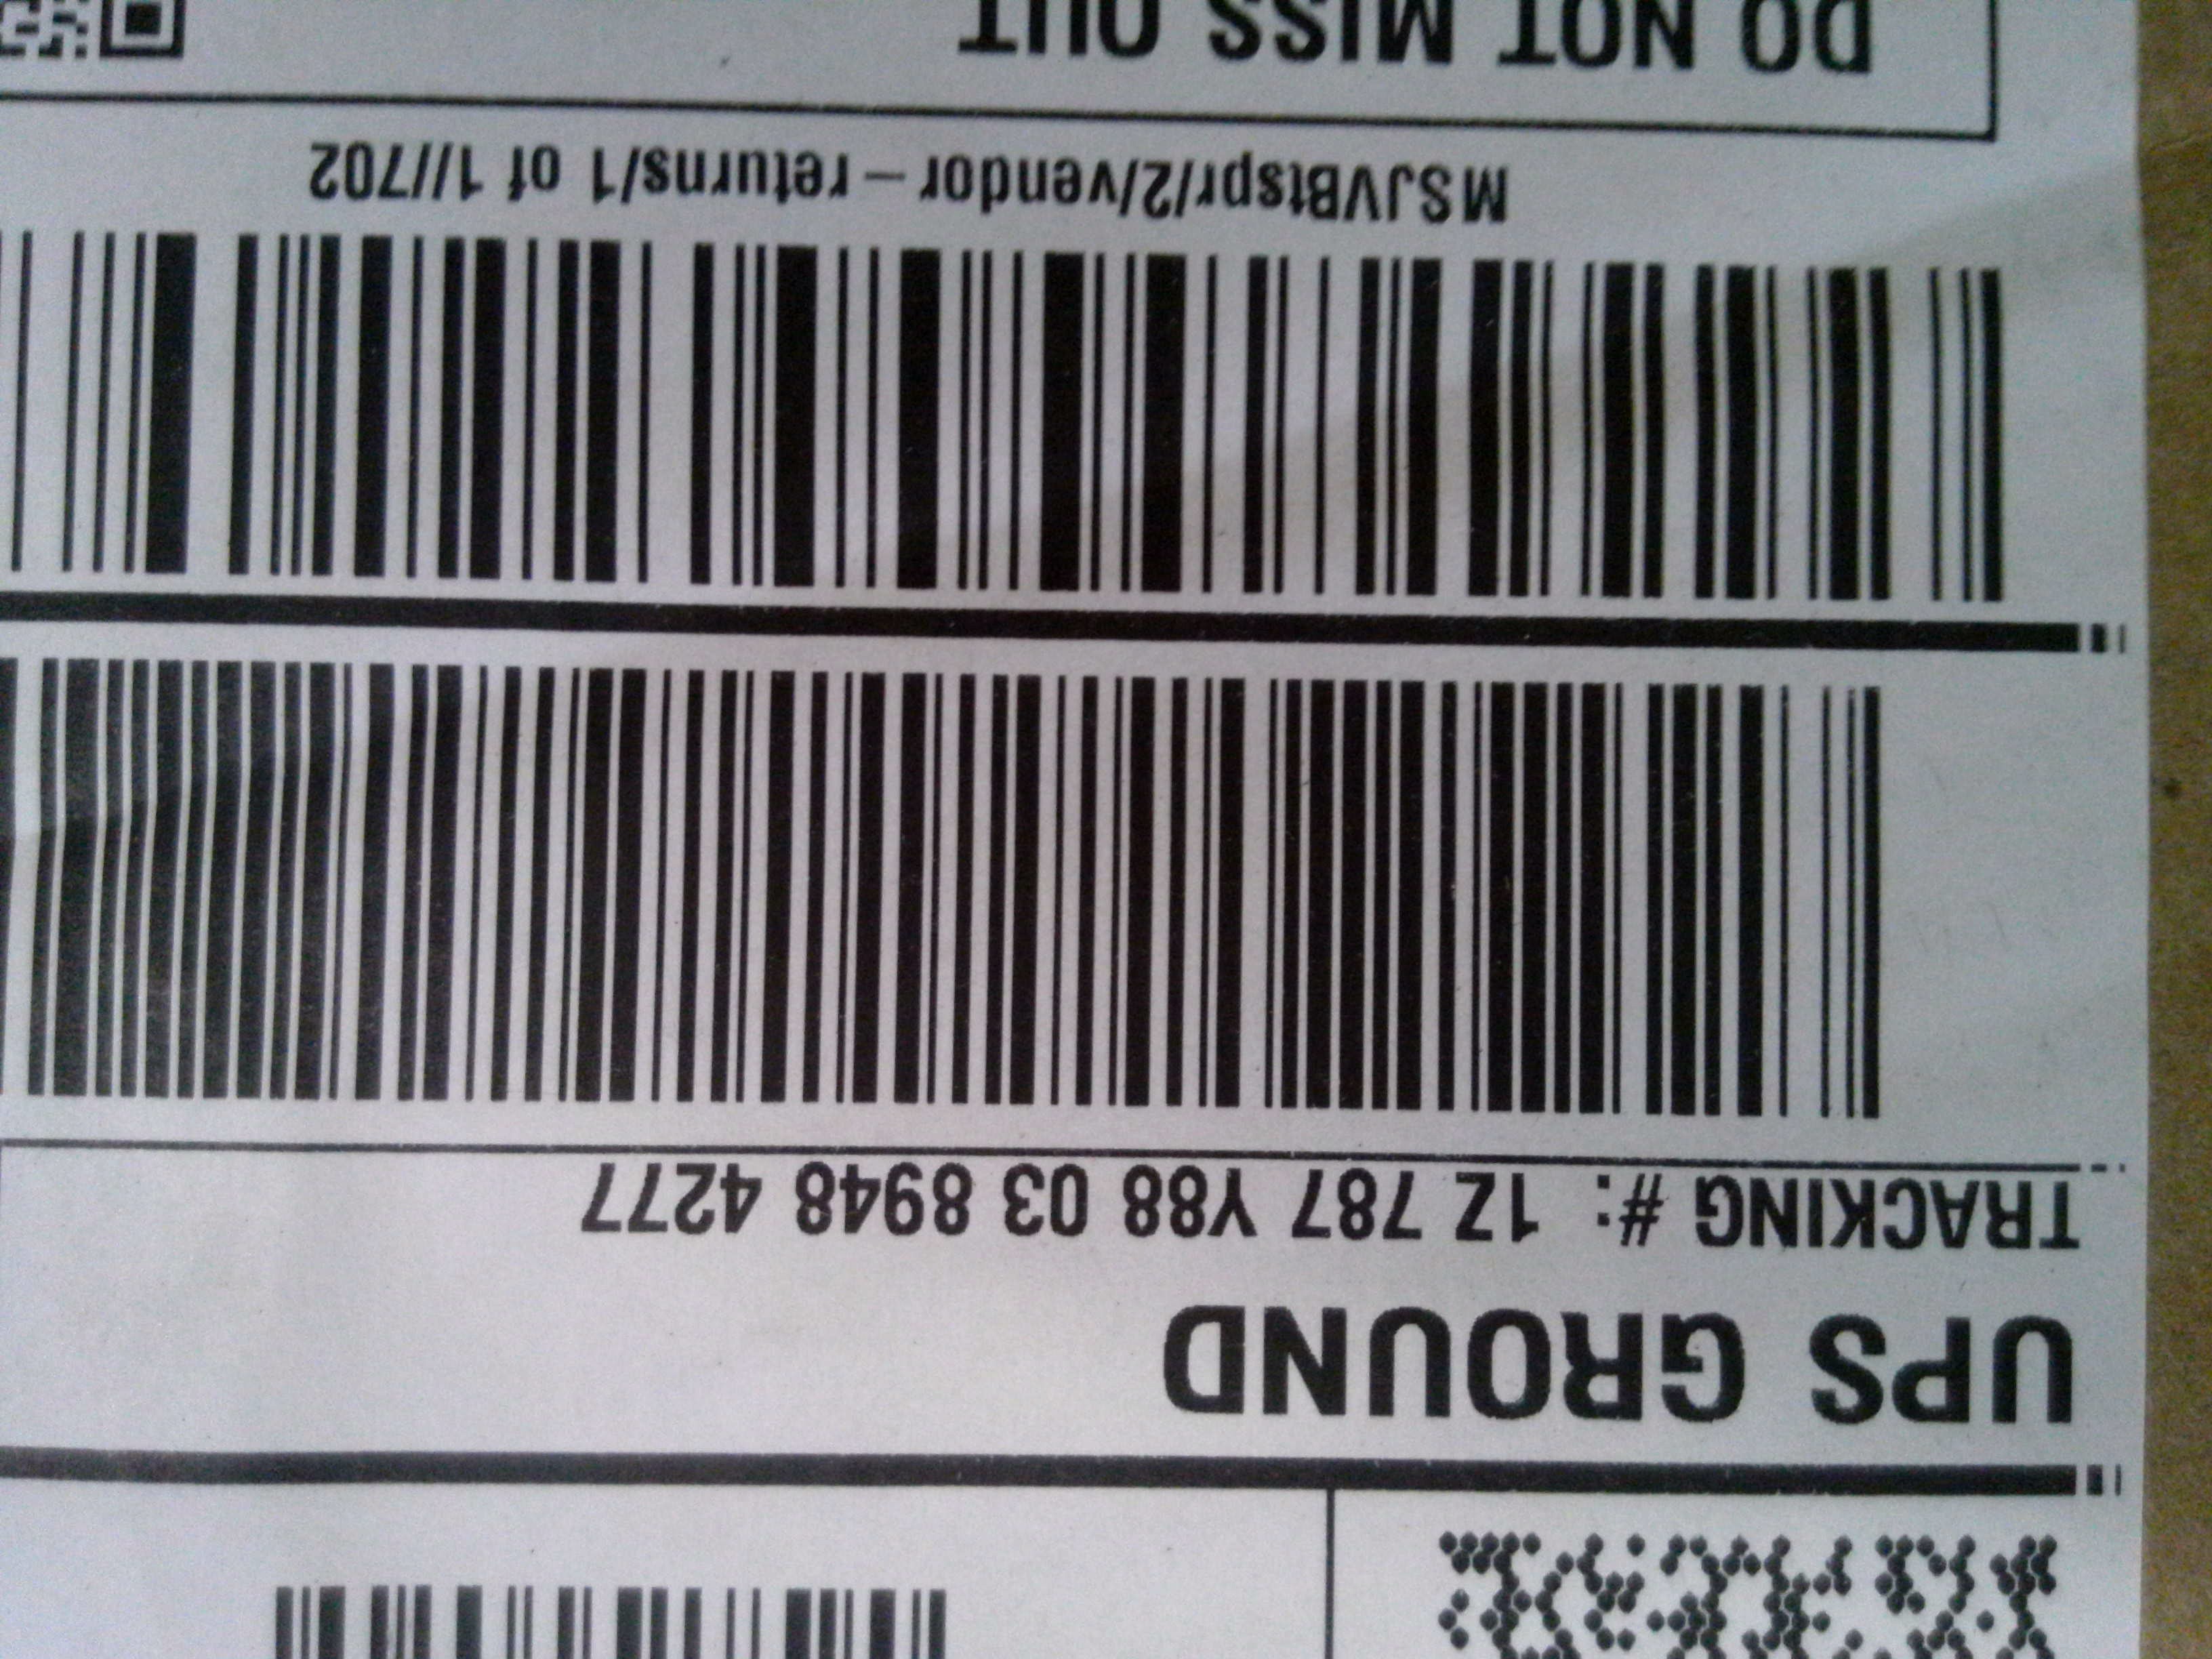 UPS GROUND
TRACKING #: 1Z 787 Y88 03 8948 4277
MSJVBtspr/2/vendor – returns/1 of 1//702
DO NOT MISS OUT